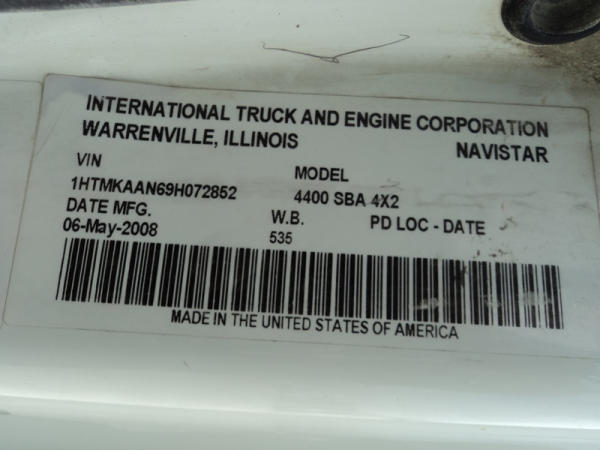 INTERNATIONAL TRUCK AND ENGINE CORPORATION
WARRENVILLE, ILLINOIS NAVISTAR
VIN MODEL
1HTMKAAN69H072852 4400 SBA 4X2
DATE MFG. W.B. PD LOC - DATE
06-May-2008 535
MADE IN THE UNITED STATES OF AMERICA